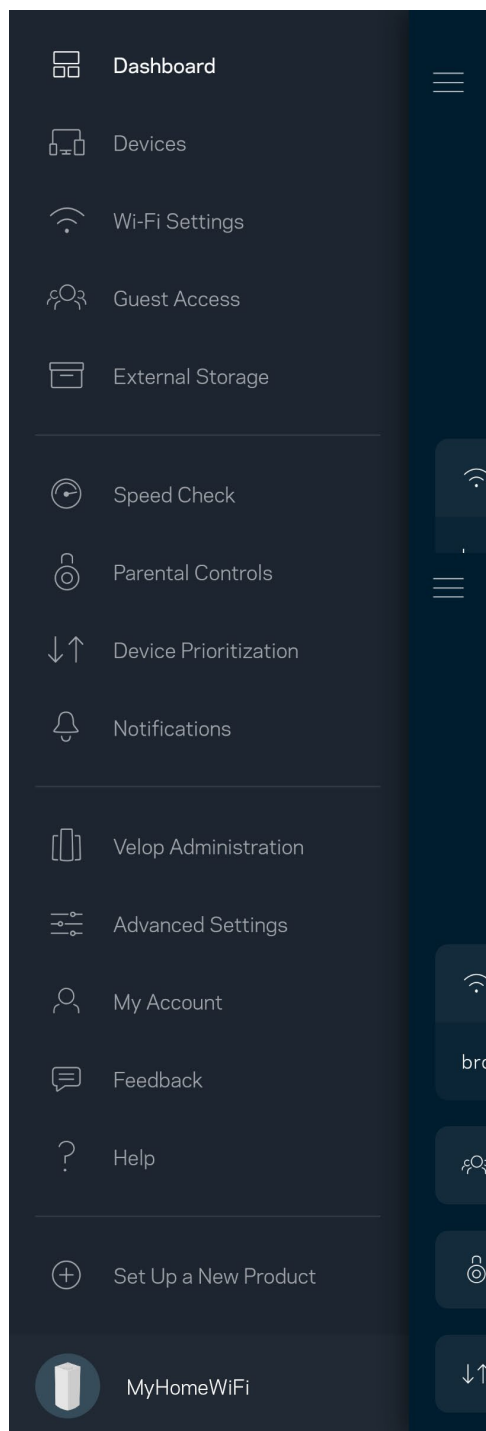 Dashboard
Devices
Wi-Fi Settings
Guest Access
External Storage
Speed Check
Parental Controls
Device Prioritization
Notifications
Velop Administration
Advanced Settings
My Account
Feedback
Help
Set Up a New Product
MyHomeWiFi